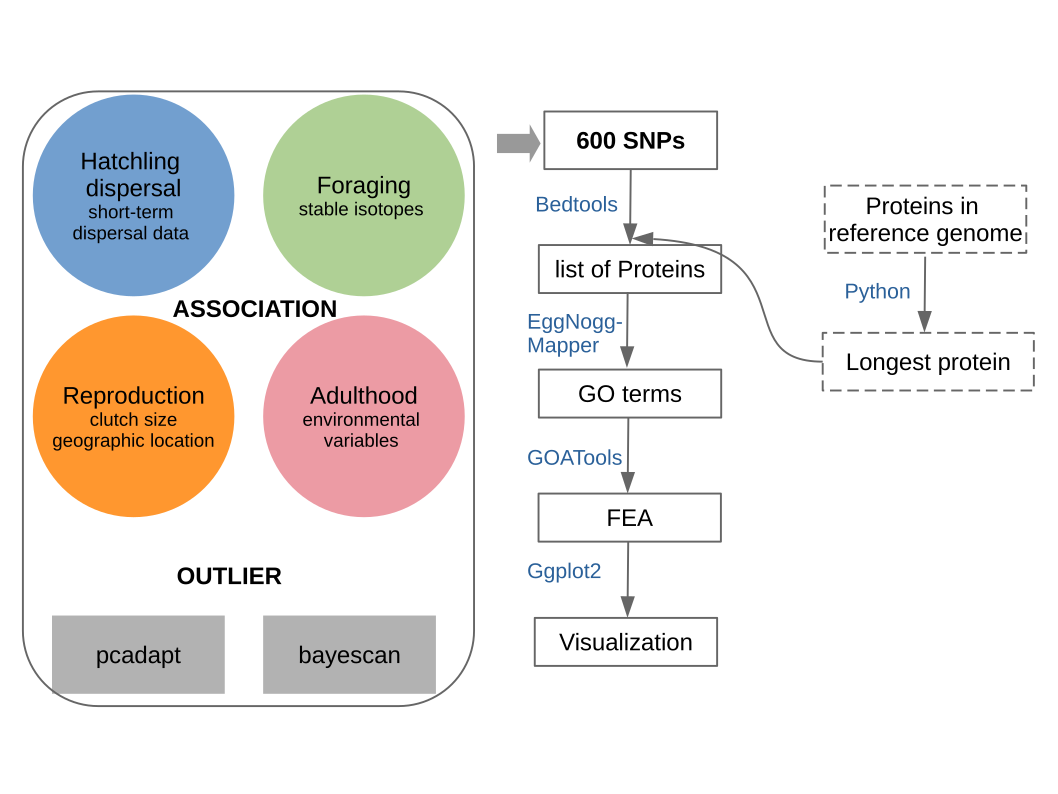 Hatchling
dispersal
short-term
dispersal data
Foraging
stable isotopes
ASSOCIATION
Reproduction
clutch size
geographic location
Adulthood
environmental
variables
OUTLIER
pcadapt
bayescan
600 SNPs
Bedtools
list of Proteins
EggNogg-
Mapper
GO terms
GOATools
FEA
Ggplot2
Visualization
Proteins in
reference genome
Python
Longest protein